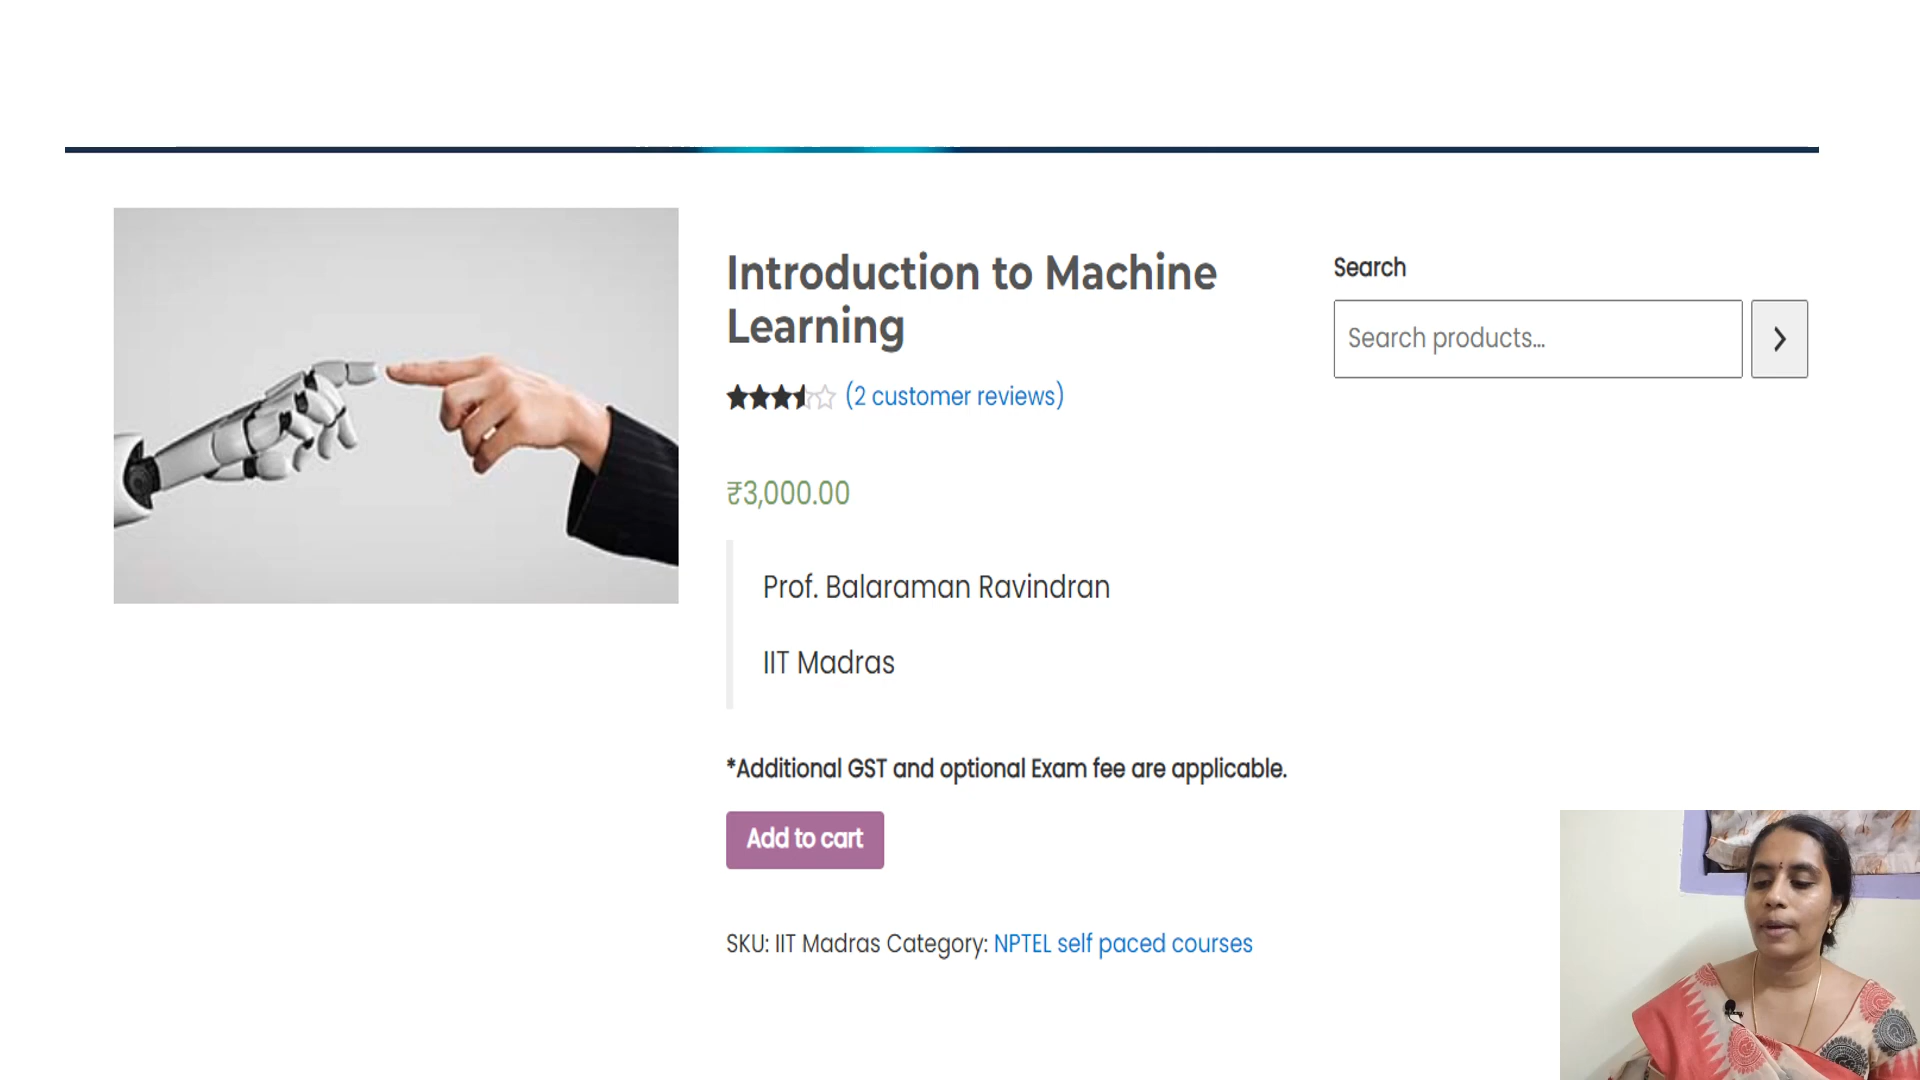 Introduction to Machine
Learning
(2 customer reviews)
₹3,000.00
Prof. Balaraman Ravindran
IIT Madras
*Additional GST and optional Exam fee are applicable.
Add to cart
SKU: IIT Madras Category: NPTEL self paced courses
Search
Search products...